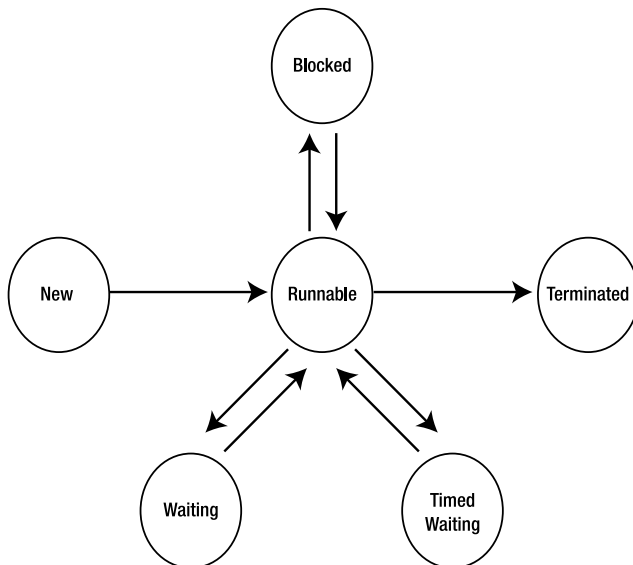 Blocked
New
Runnable
Terminated
Waiting
Timed
Waiting